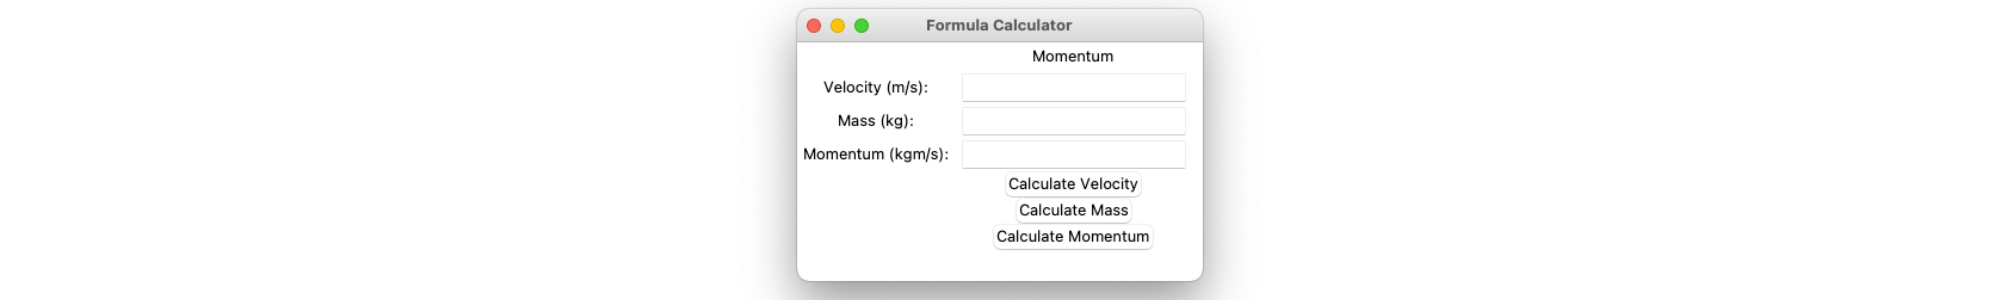 Formula Calculator
Momentum
Velocity (m/s):
Mass (kg):
Momentum (kgm/s):
Calculate Velocity
Calculate Mass
Calculate Momentum